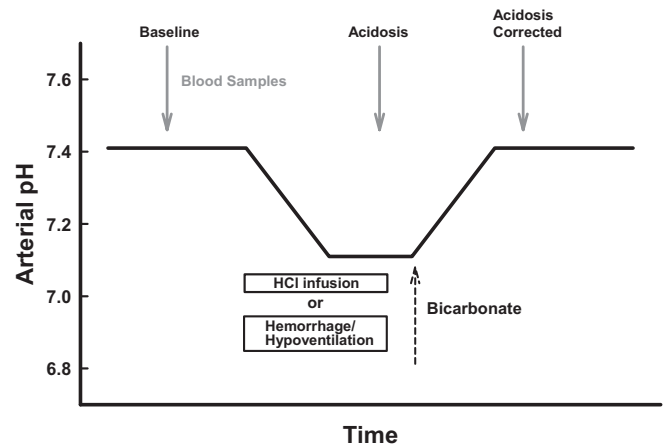 Baseline
Acidosis
Acidosis
Corrected
Blood Samples
7.6
7.4
7.2
7.0
6.8
Arterial pH
HCl infusion
or
Hemorrhage/
Hypoventilation
Bicarbonate
Time